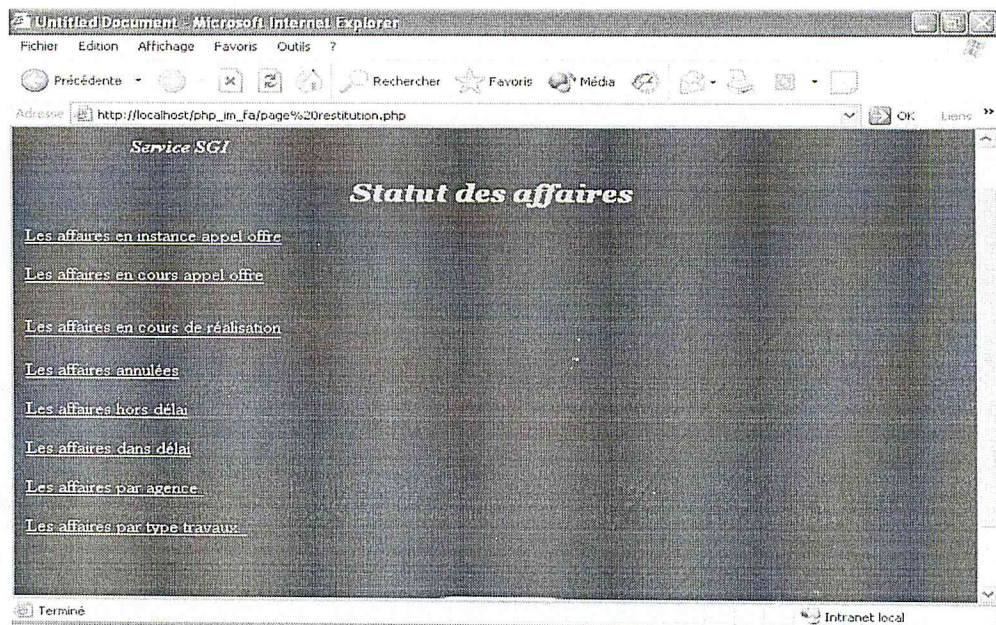 Untitled Document - Microsoft Internet Explorer
Fichier Edition Affichage Favoris Outils ?
Précédente Rechercher Favoris Média
Adresse http://localhost/php_im_fa/page%20restitution.php OK Liens »
Service SGI
Statut des affaires
Les affaires en instance appel offre
Les affaires en cours appel offre
Les affaires en cours de réalisation
Les affaires annulées
Les affaires hors délai
Les affaires dans délai
Les affaires par agence
Les affaires par type travaux
Terminé Intranet local